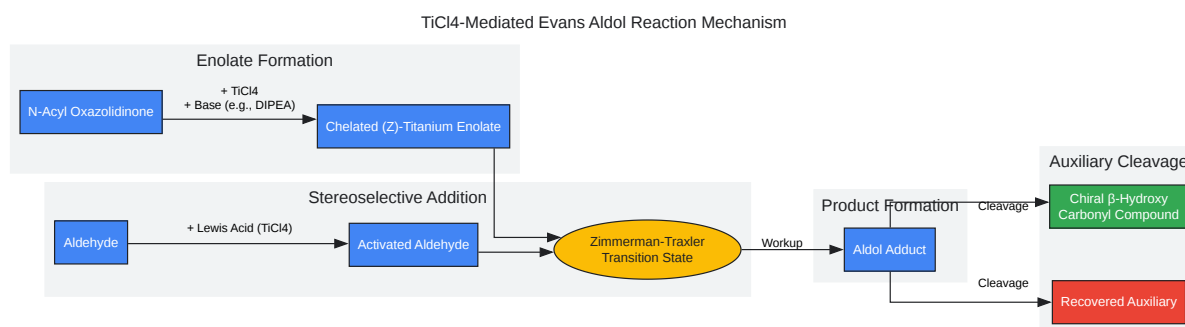 TiCl4-Mediated Evans Aldol Reaction Mechanism
Enolate Formation
N-Acyl Oxazolidinone
+ TiCl4
+ Base (e.g., DIPEA)
Chelated (Z)-Titanium Enolate
Stereoselective Addition
Aldehyde
+ Lewis Acid (TiCl4)
Activated Aldehyde
Zimmerman-Traxler
Transition State
Workup
Product Formation
Aldol Adduct
Cleavage
Cleavage
Auxiliary Cleavage
Chiral β-Hydroxy
Carbonyl Compound
Recovered Auxiliary